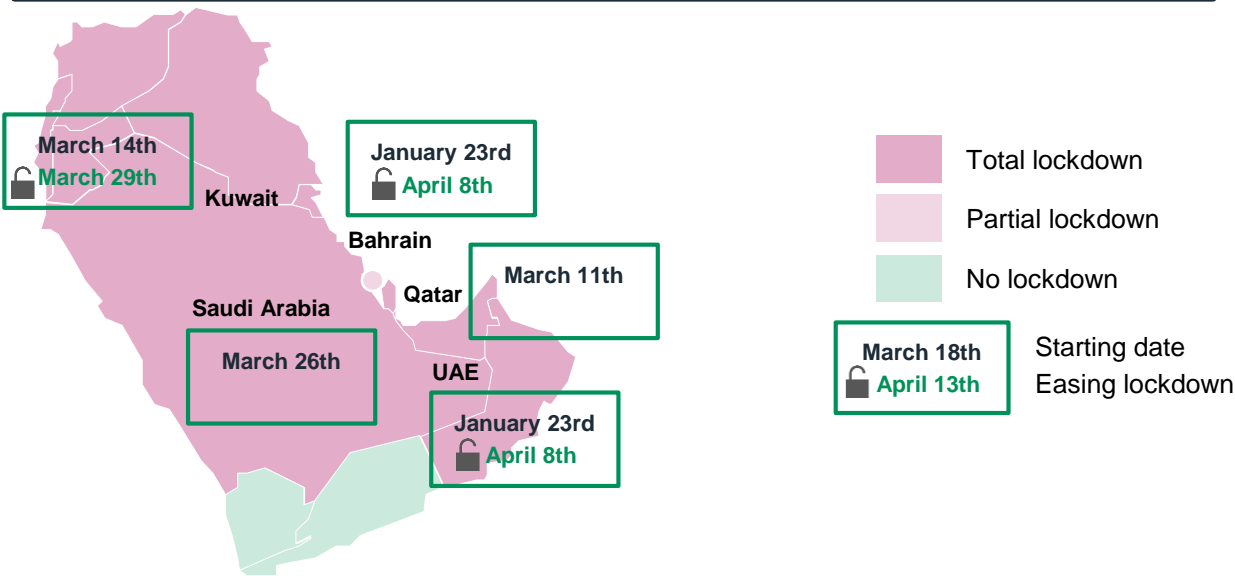 March 14th
March 29th
Kuwait
January 23rd
April 8th
Bahrain
Qatar
March 11th
Saudi Arabia
March 26th
UAE
January 23rd
April 8th
Total lockdown
Partial lockdown
No lockdown
March 18th
April 13th
Starting date
Easing lockdown